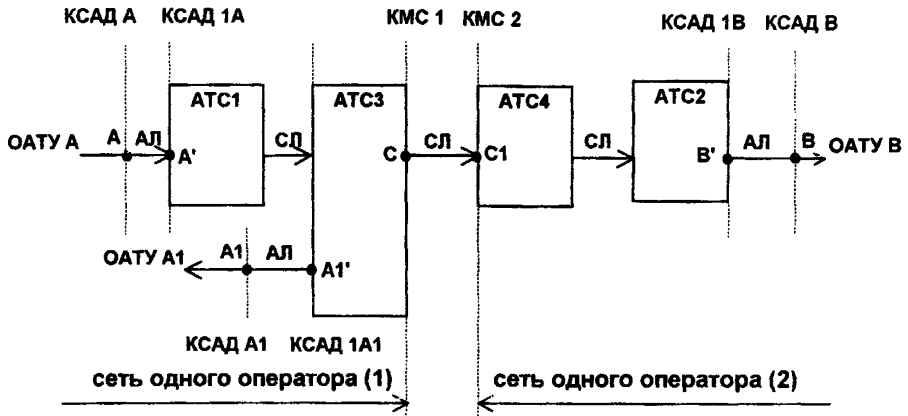 КСАД А КСАД 1А КМС 1 КМС 2
КСАД 1В КСАД В
АТС1 АТС3 АТС4 АТС2
ОАТУ А А АЛ А' СЛ С СЛ С1 СЛ В' АЛ В ОАТУ В
ОАТУ А1 А1 АЛ А1'
КСАД А1 КСАД 1А1
сеть одного оператора (1) сеть одного оператора (2)